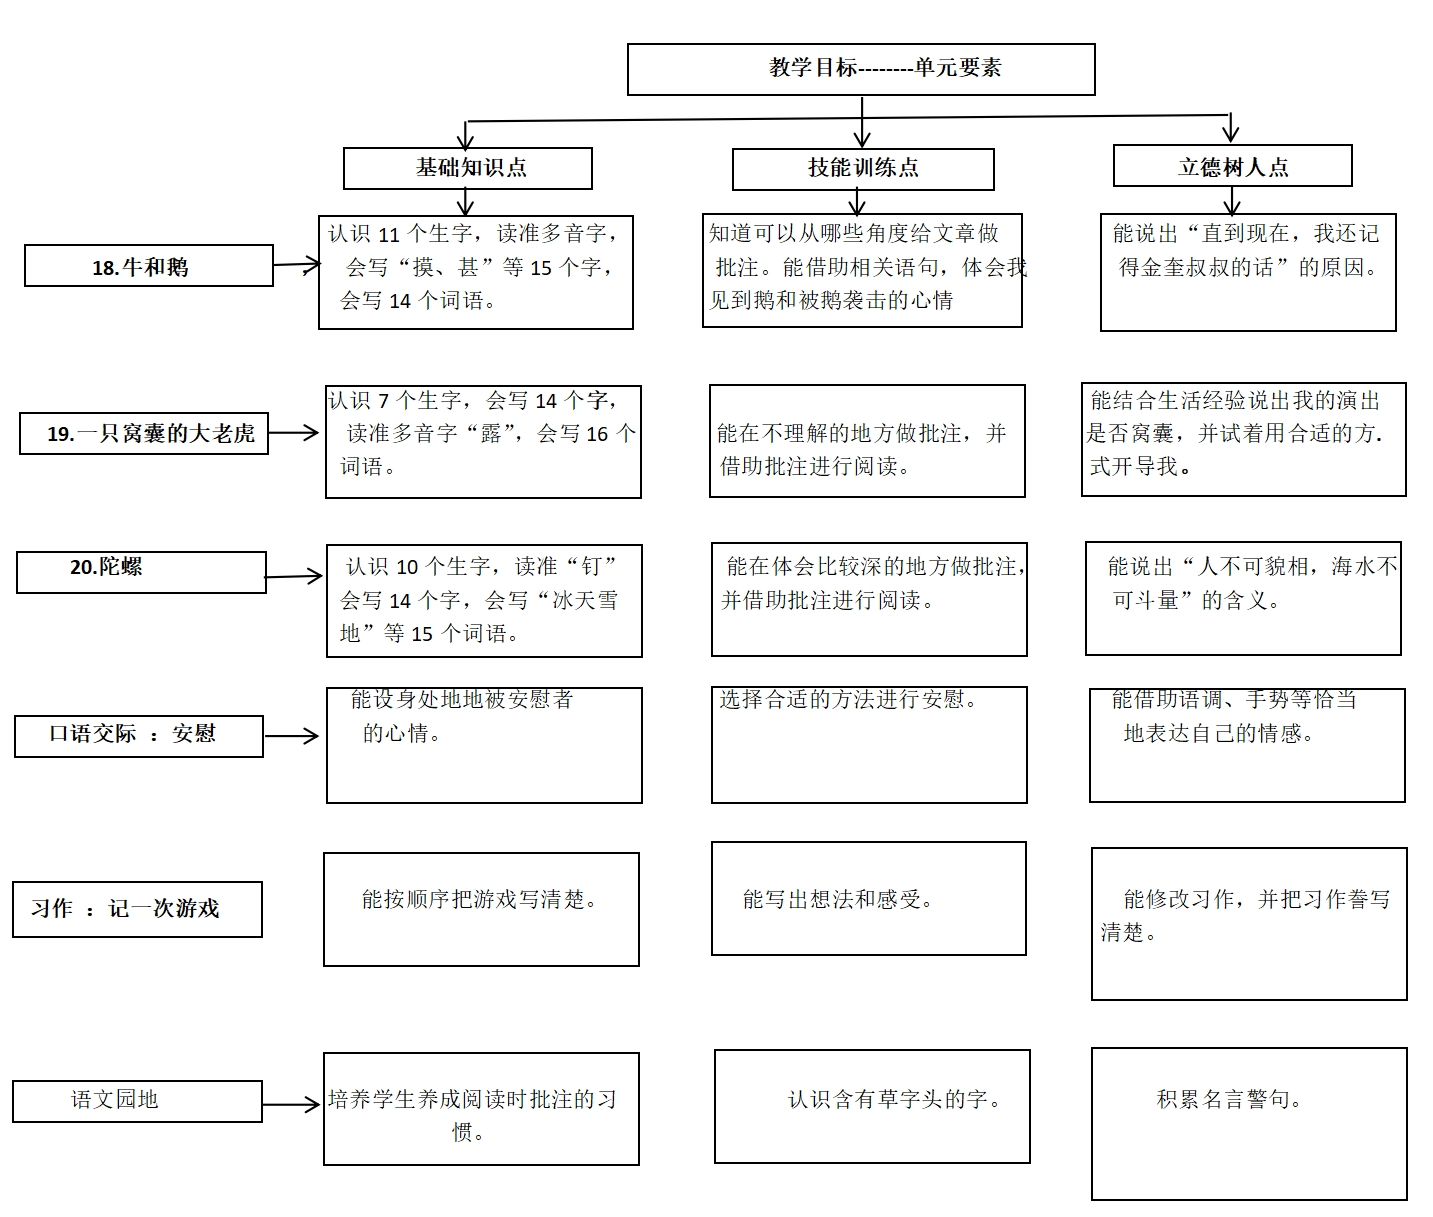 教学目标--------单元要素
基础知识点
技能训练点
立德树人点
18.牛和鹅
认识 11 个生字，读准多音字，
会写“摸、甚”等 15 个字，
会写 14 个词语。
知道可以从哪些角度给文章做
批注。能借助相关语句，体会我
见到鹅和被鹅袭击的心情
能说出“直到现在，我还记
得金奎叔叔的话”的原因。
19.一只窝囊的大老虎
认识 7 个生字，会写 14 个字，
读准多音字“露”，会写 16 个
词语。
能在不理解的地方做批注，并
借助批注进行阅读。
能结合生活经验说出我的演出
是否窝囊，并试着用合适的方.
式开导我。
20.陀螺
认识 10 个生字，读准“钉”
会写 14 个字，会写“冰天雪
地”等 15 个词语。
能在体会比较深的地方做批注，
并借助批注进行阅读。
能说出“人不可貌相，海水不
可斗量”的含义。
口语交际 ：安慰
能设身处地地被安慰者
的心情。
选择合适的方法进行安慰。
能借助语调、手势等恰当
地表达自己的情感。
习作 ：记一次游戏
能按顺序把游戏写清楚。
能写出想法和感受。
能修改习作，并把习作誊写
清楚。
语文园地
培养学生养成阅读时批注的习
惯。
认识含有草字头的字。
积累名言警句。